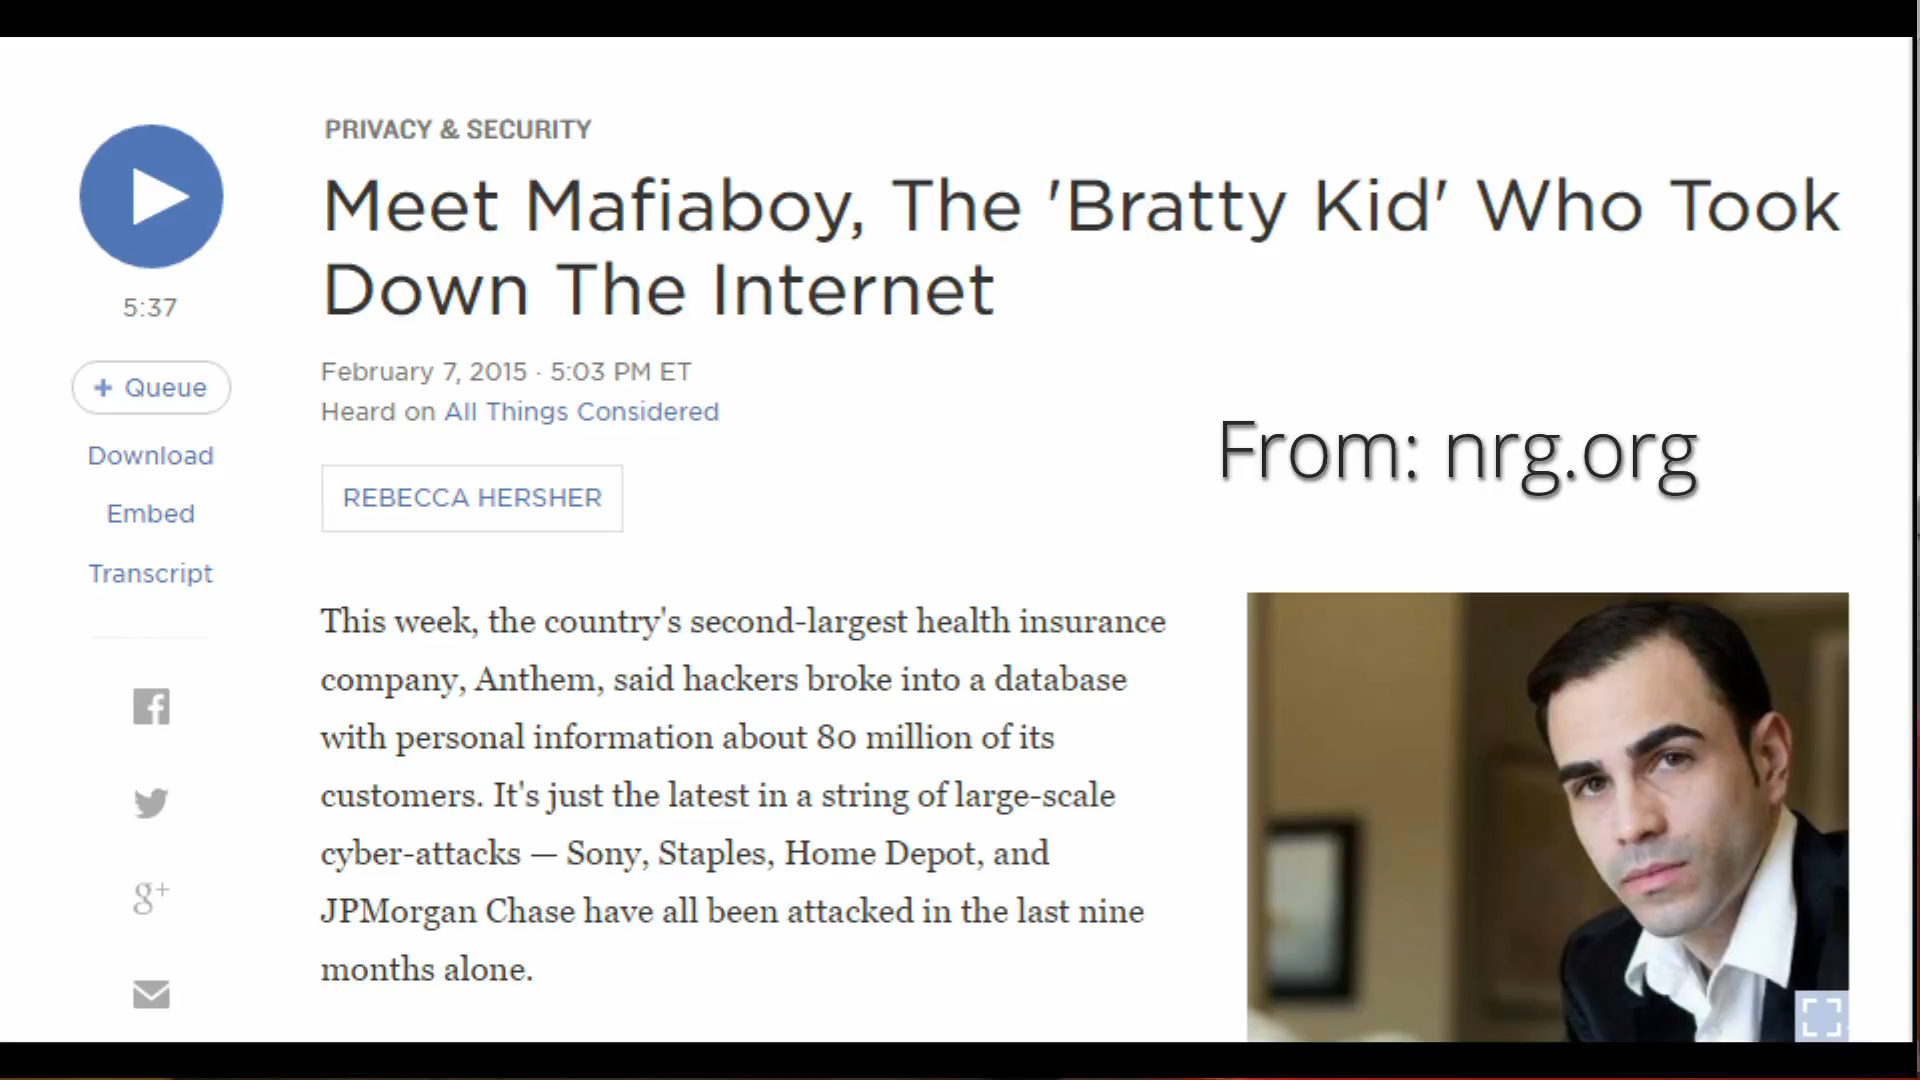 PRIVACY & SECURITY
Meet Mafiaboy, The 'Bratty Kid' Who Took
Down The Internet
5:37
February 7, 2015 · 5:03 PM ET
+ Queue
Heard on All Things Considered
From: nrg.org
Download
REBECCA HERSHER
Embed
Transcript
This week, the country's second-largest health insurance
company, Anthem, said hackers broke into a database
with personal information about 80 million of its
customers. It's just the latest in a string of large-scale
cyber-attacks — Sony, Staples, Home Depot, and
JPMorgan Chase have all been attacked in the last nine
months alone.
g+